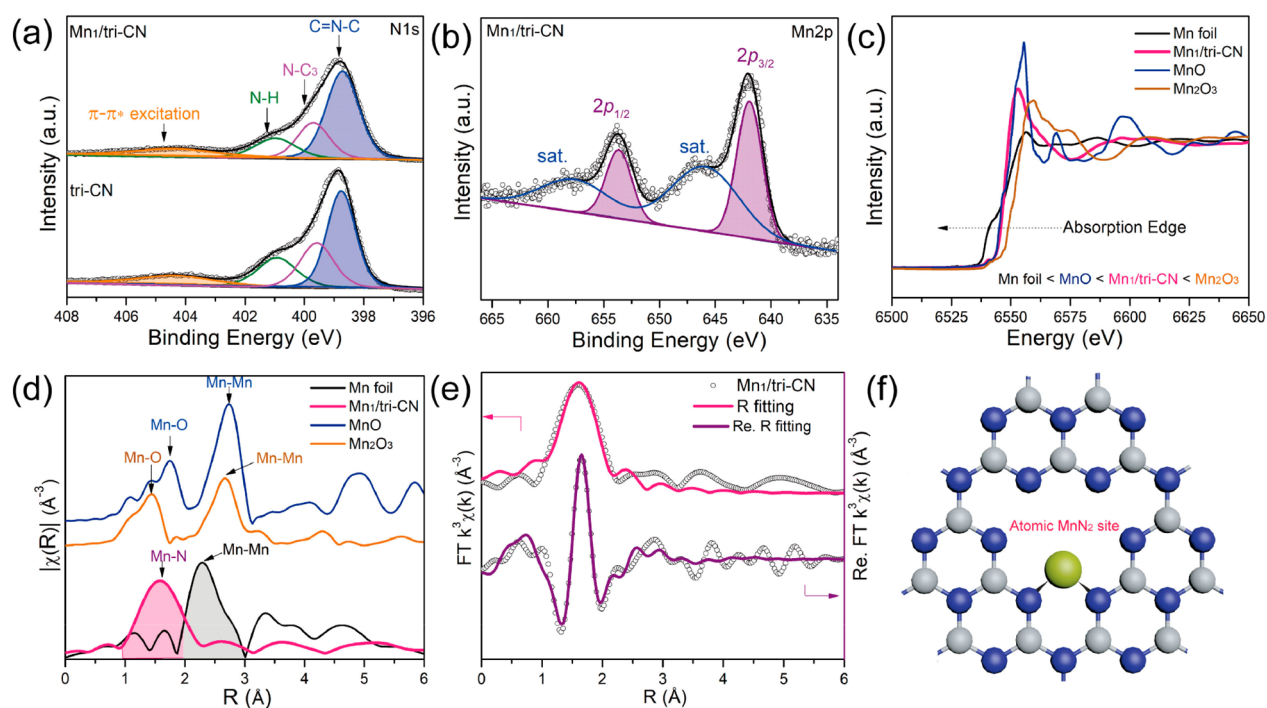 (a)
Mn₁/tri-CN
C=N-C
N1s
N-C₃
N-H
π-π* excitation
tri-CN
Intensity (a.u.)
408 406 404 402 400 398 396
Binding Energy (eV)
(b)
Mn₁/tri-CN
Mn2p
2p₃/₂
2p₁/₂
sat.
sat.
Intensity (a.u.)
665 658 651 642 635 634
Binding Energy (eV)
(c)
Mn foil
Mn₁/tri-CN
MnO
Mn₂O₃
Absorption Edge
Mn foil < MnO < Mn₁/tri-CN < Mn₂O₃
Intensity (a.u.)
6500 6525 6550 6575 6600 6625 6650
Energy (eV)
(d)
Mn-Mn
Mn foil
Mn₁/tri-CN
MnO
Mn₂O₃
Mn-O
Mn-O
Mn-Mn
Mn-N
Mn-Mn
|χ(R)| (Å⁻³)
0 1 2 3 4 5 6
R (Å)
(e)
Mn₁/tri-CN
R fitting
Re. R fitting
FT k³χ(k) (Å⁻³)
Re. FT k³χ(k) (Å⁻³)
0 1 2 3 4 5 6
R (Å)
(f)
Atomic MnN₂ site